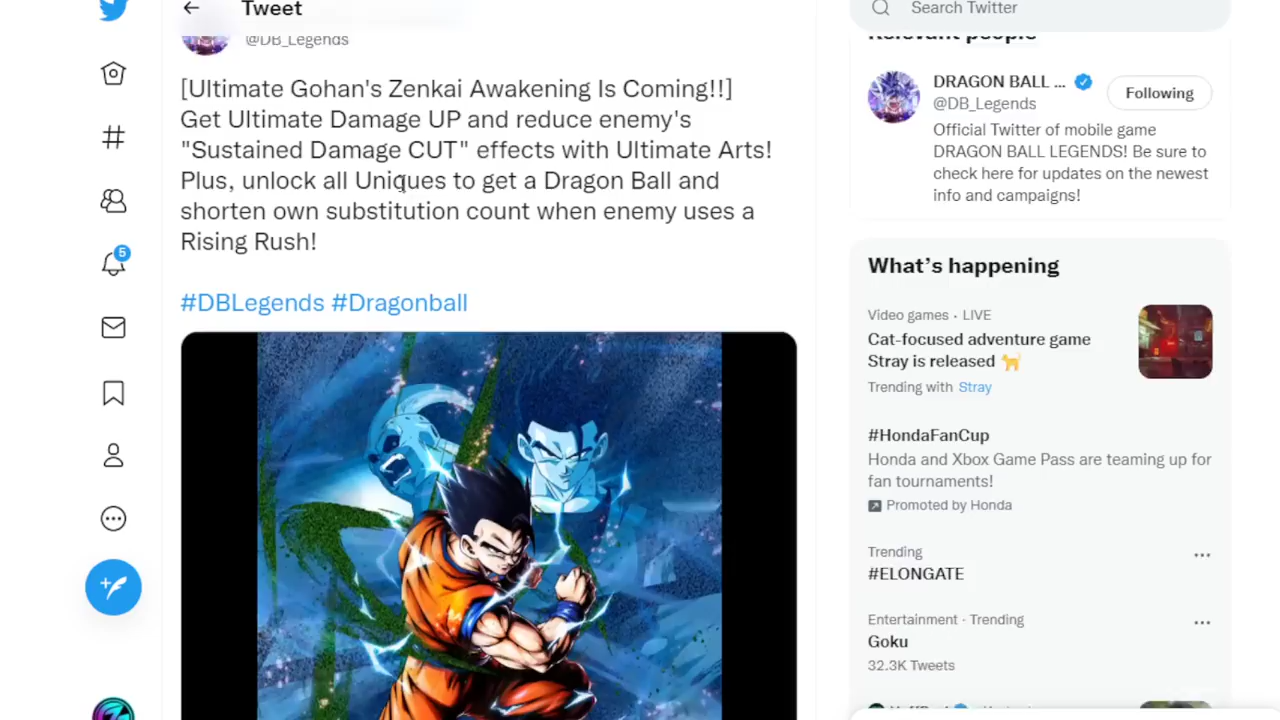 Tweet
Search Twitter
@DB_Legends
[Ultimate Gohan's Zenkai Awakening Is Coming!!]
Get Ultimate Damage UP and reduce enemy's
"Sustained Damage CUT" effects with Ultimate Arts!
Plus, unlock all Uniques to get a Dragon Ball and
shorten own substitution count when enemy uses a
Rising Rush!
#DBLegends #Dragonball
5
Relevant people
DRAGON BALL ...
@DB_Legends
Following
Official Twitter of mobile game
DRAGON BALL LEGENDS! Be sure to
check here for updates on the newest
info and campaigns!
What's happening
Video games · LIVE
Cat-focused adventure game
Stray is released
Trending with Stray
#HondaFanCup
Honda and Xbox Game Pass are teaming up for
fan tournaments!
Promoted by Honda
Trending
#ELONGATE
Entertainment · Trending
Goku
32.3K Tweets